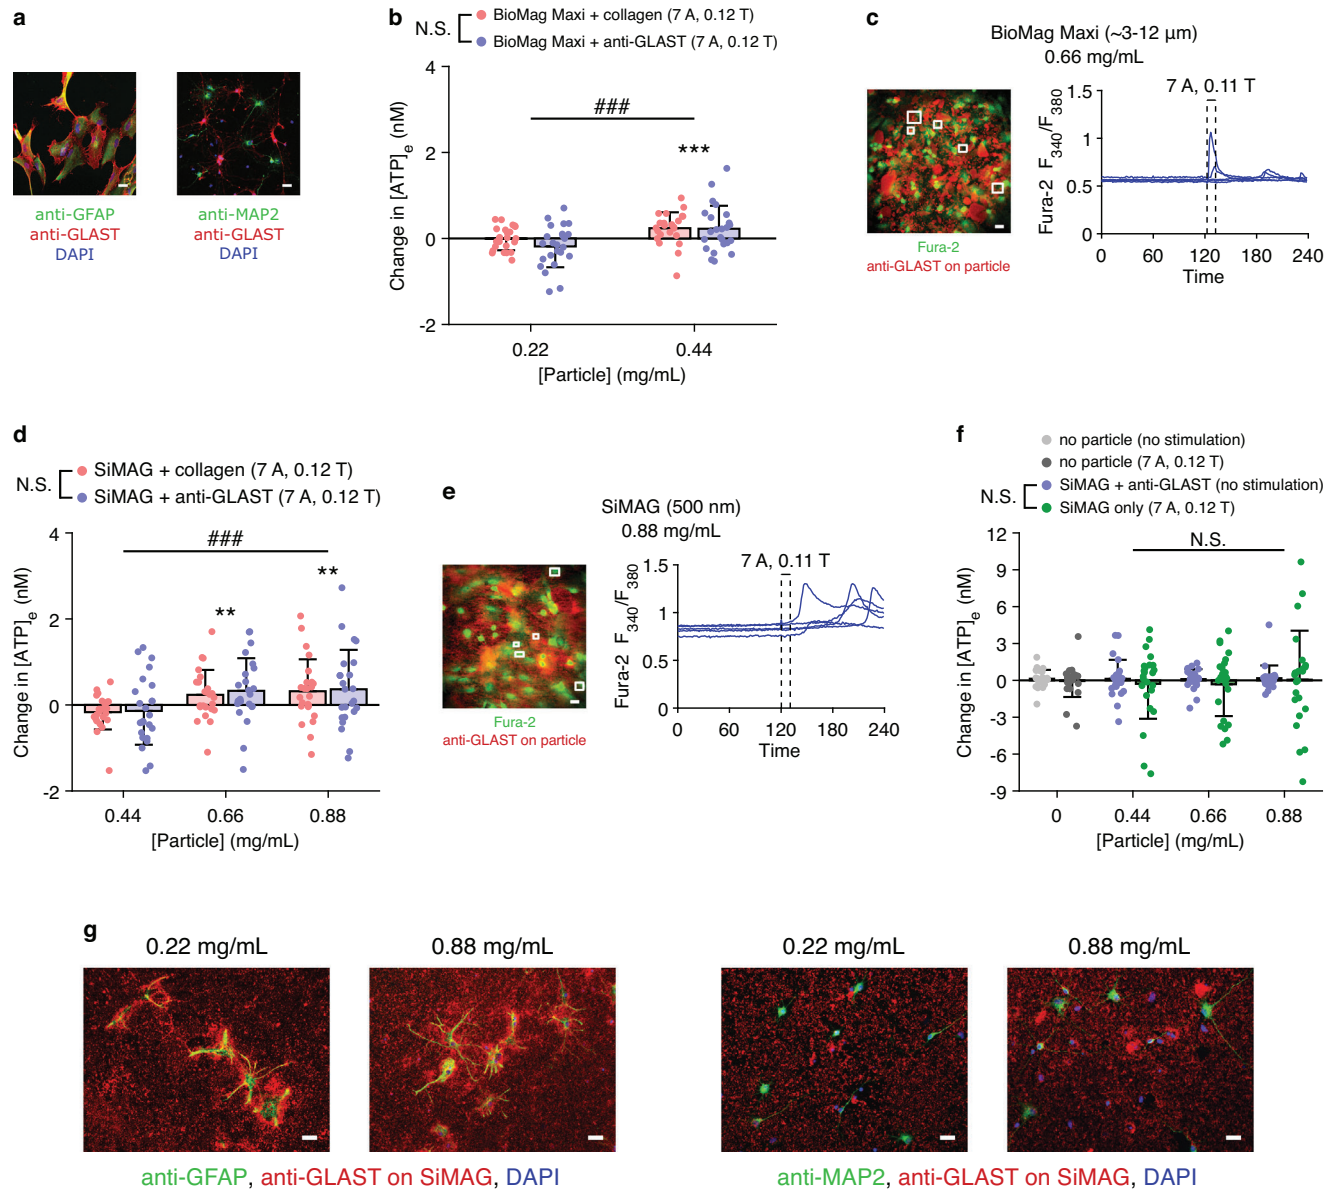 a
anti-GFAP
anti-GLAST
DAPI
anti-MAP2
anti-GLAST
DAPI
b
N.S.
BioMag Maxi + collagen (7 A, 0.12 T)
BioMag Maxi + anti-GLAST (7 A, 0.12 T)
Change in [ATP]e (nM)
4
2
0
-2
###
***
0.22
0.44
[Particle] (mg/mL)
c
BioMag Maxi (~3-12 µm)
0.66 mg/mL
Fura-2
anti-GLAST on particle
7 A, 0.11 T
Fura-2 F340/F380
1.5
1
0.5
0
0
60
120
180
240
Time
d
N.S.
SiMAG + collagen (7 A, 0.12 T)
SiMAG + anti-GLAST (7 A, 0.12 T)
Change in [ATP]e (nM)
4
2
0
-2
###
**
**
0.44
0.66
0.88
[Particle] (mg/mL)
e
SiMAG (500 nm)
0.88 mg/mL
Fura-2
anti-GLAST on particle
7 A, 0.11 T
Fura-2 F340/F380
1.5
1
0.5
0
0
60
120
180
240
Time
f
no particle (no stimulation)
no particle (7 A, 0.12 T)
N.S.
SiMAG + anti-GLAST (no stimulation)
SiMAG only (7 A, 0.12 T)
Change in [ATP]e (nM)
12
9
6
3
0
-3
-6
-9
N.S.
0
0.44
0.66
0.88
[Particle] (mg/mL)
g
0.22 mg/mL
0.88 mg/mL
0.22 mg/mL
0.88 mg/mL
anti-GFAP, anti-GLAST on SiMAG, DAPI
anti-MAP2, anti-GLAST on SiMAG, DAPI